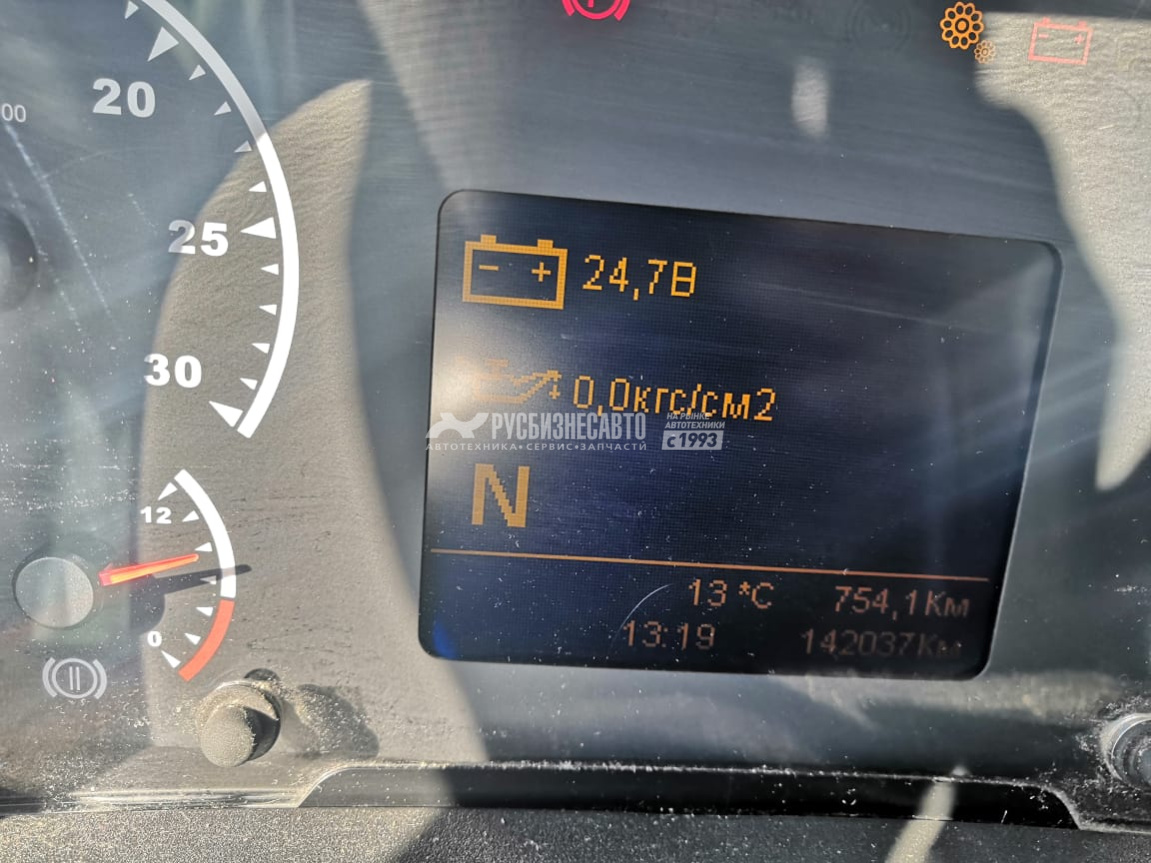 20
00
25
24,7В
30
0,0кгс/см2
РУСБИЗНЕСАВТО
НА РЫНКЕ
АВТОТЕХНИКИ
с 1993
АВТОТЕХНИКА•СЕРВИС•ЗАПЧАСТИ
N
12
13 *С
754,1Км
0
13:19
142037Км